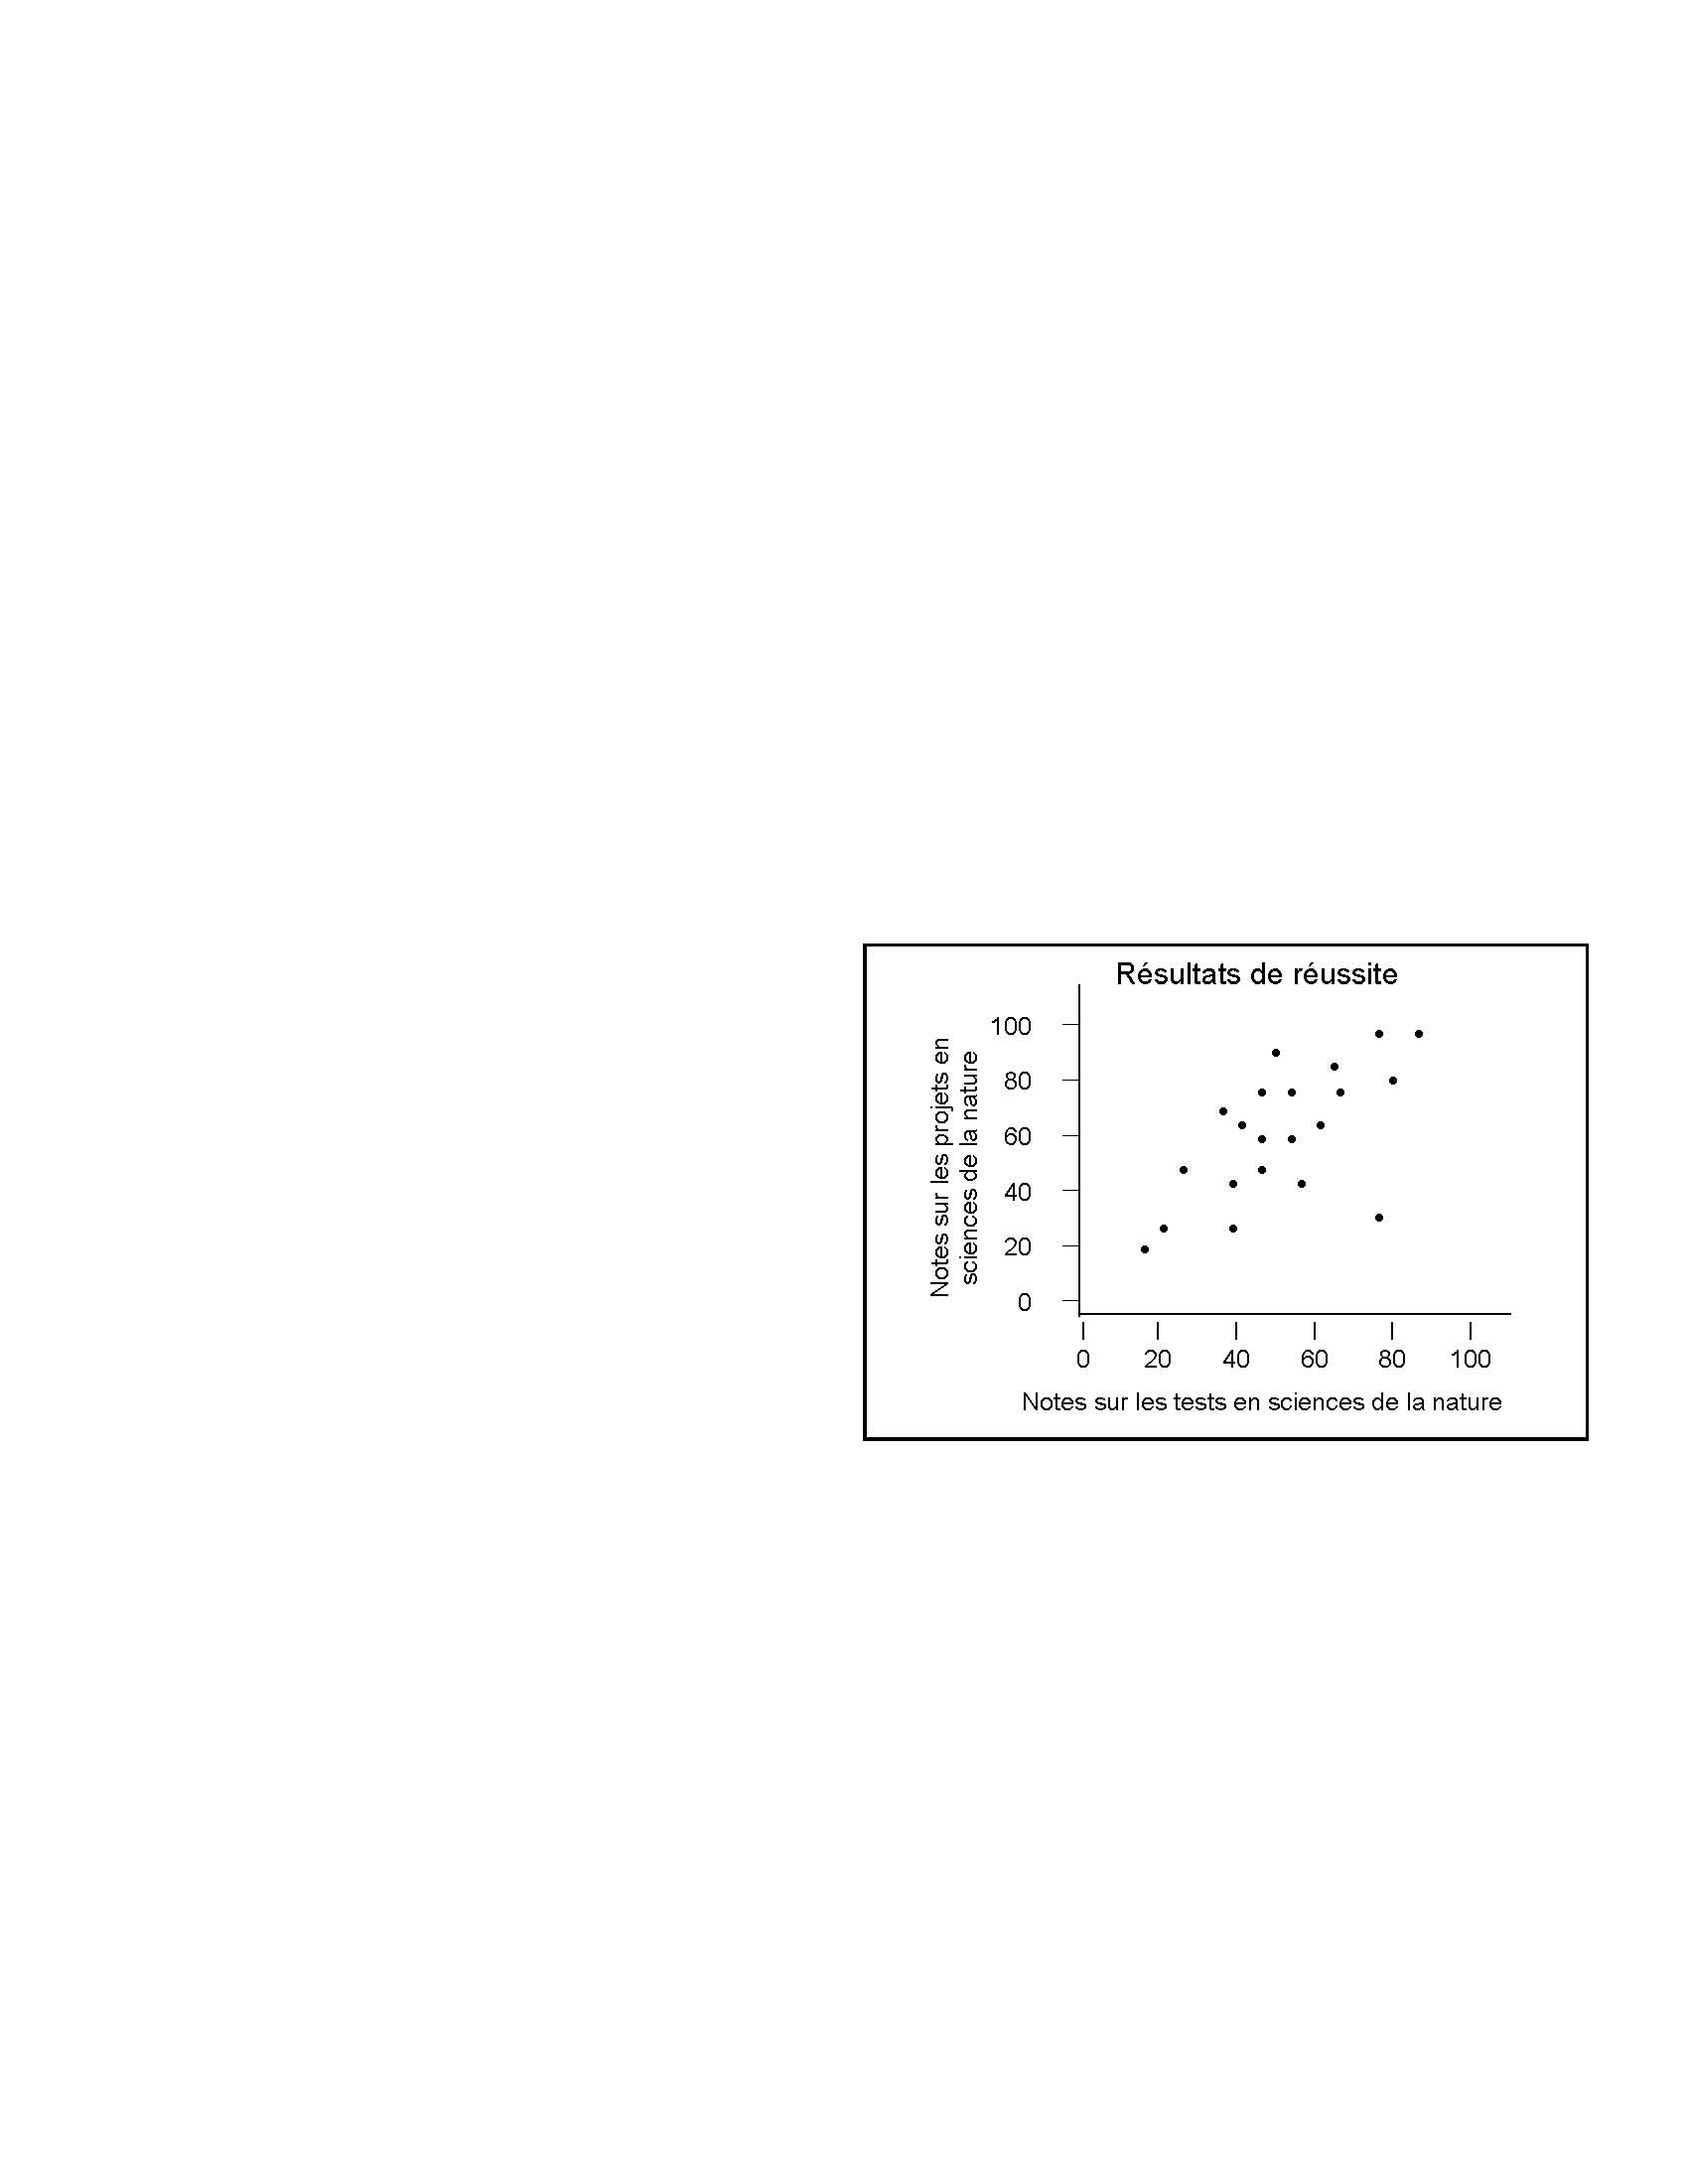 Résultats de réussite
Notes sur les projets en
sciences de la nature
100
80
60
40
20
0
0 20 40 60 80 100
Notes sur les tests en sciences de la nature